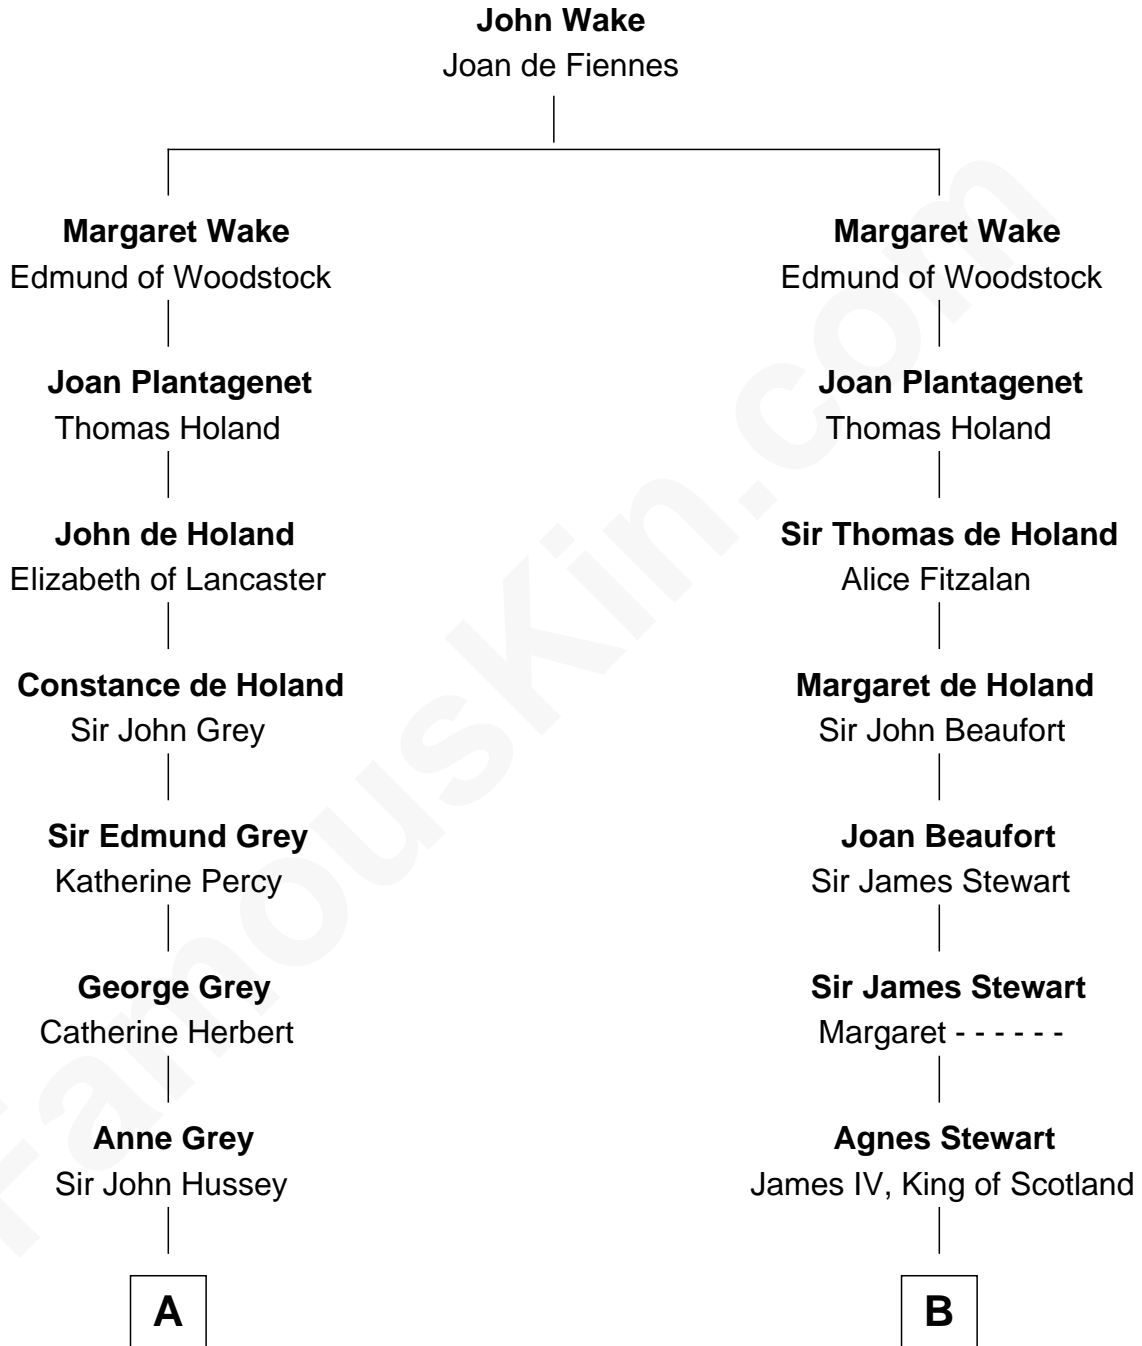 John Wake
Joan de Fiennes
Margaret Wake
Edmund of Woodstock
Margaret Wake
Edmund of Woodstock
Joan Plantagenet
Thomas Holand
Joan Plantagenet
Thomas Holand
John de Holand
Elizabeth of Lancaster
Sir Thomas de Holand
Alice Fitzalan
Constance de Holand
Sir John Grey
Margaret de Holand
Sir John Beaufort
Sir Edmund Grey
Katherine Percy
Joan Beaufort
Sir James Stewart
George Grey
Catherine Herbert
Sir James Stewart
Margaret - - - - - -
Anne Grey
Sir John Hussey
Agnes Stewart
James IV, King of Scotland
A
B
FamousKin.com